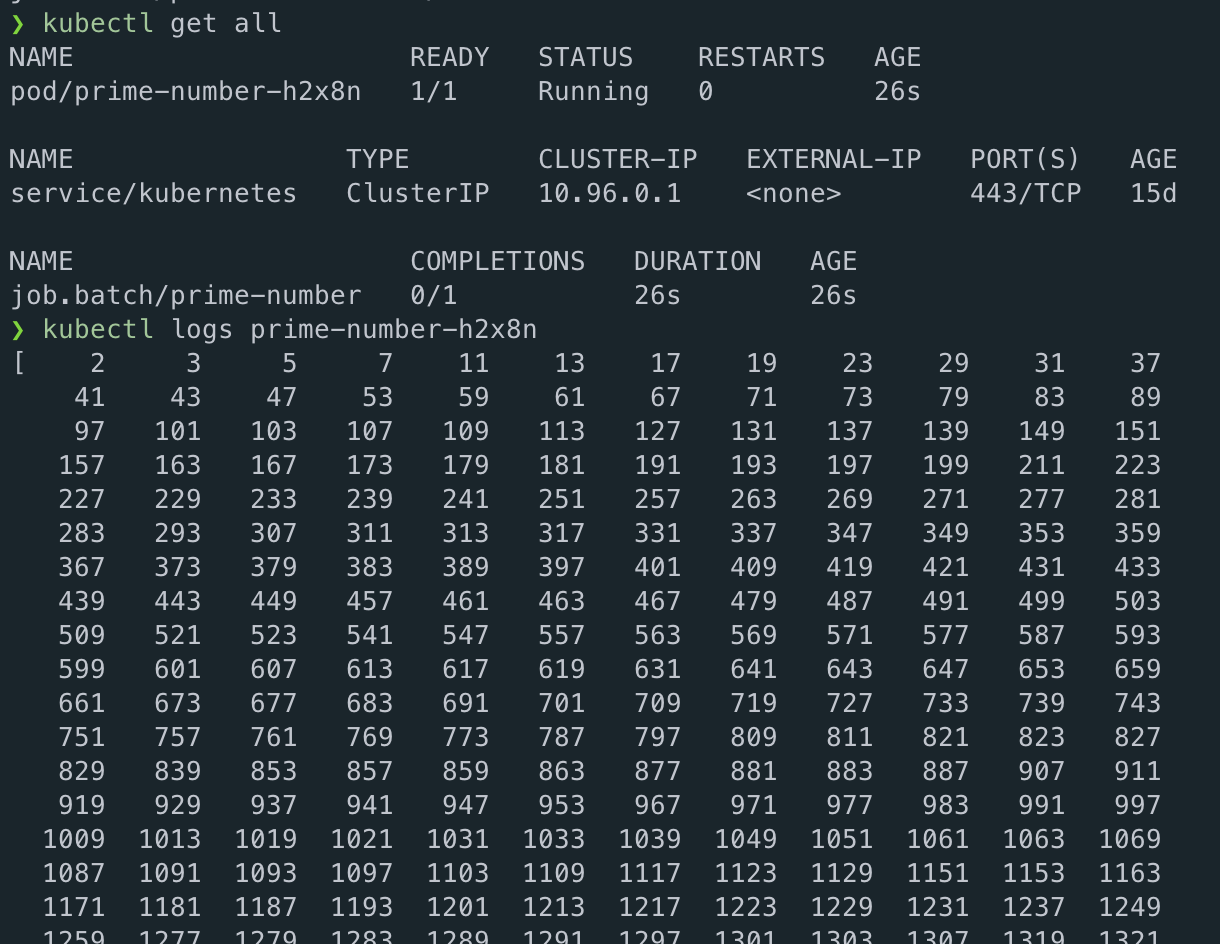 ❯ kubectl get all
NAME                     READY   STATUS    RESTARTS   AGE
pod/prime-number-h2x8n   1/1     Running   0          26s
NAME                 TYPE        CLUSTER-IP   EXTERNAL-IP   PORT(S)   AGE
service/kubernetes   ClusterIP   10.96.0.1    <none>        443/TCP   15d
NAME                     COMPLETIONS   DURATION   AGE
job.batch/prime-number   0/1           26s        26s
❯ kubectl logs prime-number-h2x8n
[    2     3     5     7    11    13    17    19    23    29    31    37
    41    43    47    53    59    61    67    71    73    79    83    89
    97   101   103   107   109   113   127   131   137   139   149   151
   157   163   167   173   179   181   191   193   197   199   211   223
   227   229   233   239   241   251   257   263   269   271   277   281
   283   293   307   311   313   317   331   337   347   349   353   359
   367   373   379   383   389   397   401   409   419   421   431   433
   439   443   449   457   461   463   467   479   487   491   499   503
   509   521   523   541   547   557   563   569   571   577   587   593
   599   601   607   613   617   619   631   641   643   647   653   659
   661   673   677   683   691   701   709   719   727   733   739   743
   751   757   761   769   773   787   797   809   811   821   823   827
   829   839   853   857   859   863   877   881   883   887   907   911
   919   929   937   941   947   953   967   971   977   983   991   997
  1009  1013  1019  1021  1031  1033  1039  1049  1051  1061  1063  1069
  1087  1091  1093  1097  1103  1109  1117  1123  1129  1151  1153  1163
  1171  1181  1187  1193  1201  1213  1217  1223  1229  1231  1237  1249
  1259  1277  1279  1283  1289  1291  1297  1301  1303  1307  1319  1321